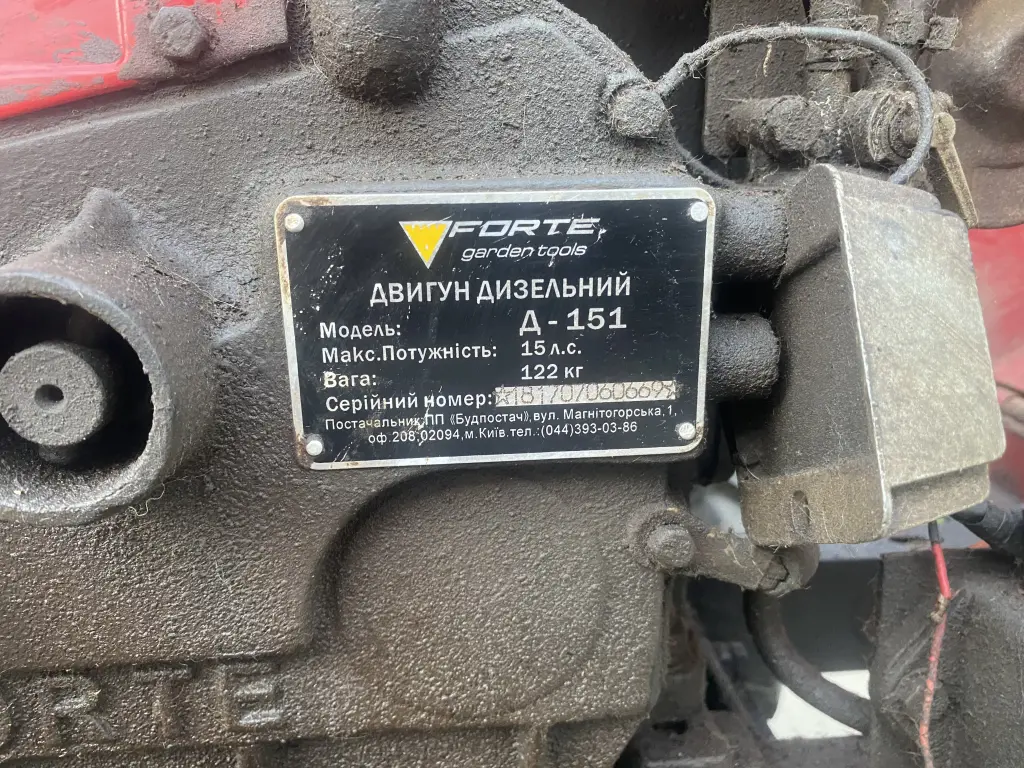 FORTE
garden tools
ДВИГУН ДИЗЕЛЬНИЙ
Модель: Д - 151
Макс.Потужність: 15 л.с.
Вага: 122 кг
Серійний номер: *1817070606699*
Постачальник:ПП «Будпостач»,вул. Магнітогорська,1,
оф.208,02094,м.Київ.тел.:(044)393-03-86
ORTE